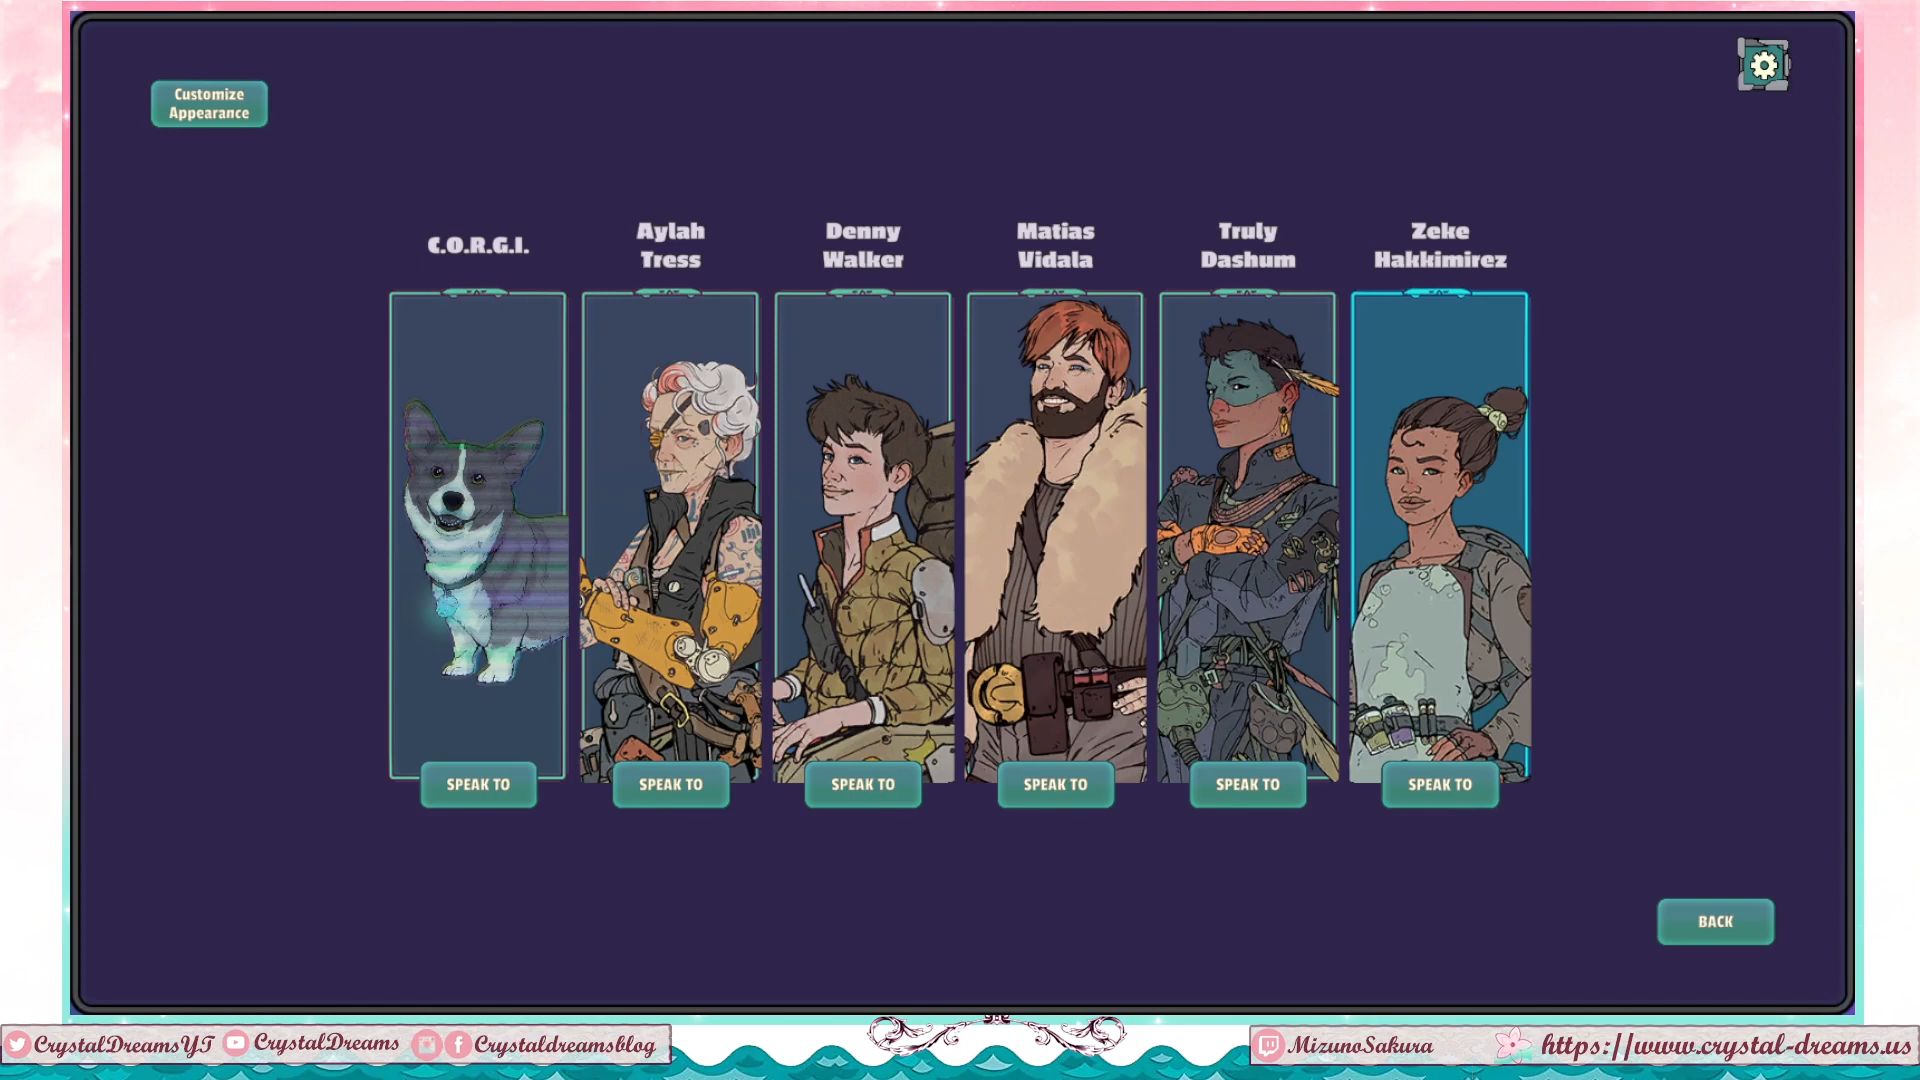 Customize
Appearance
C.O.R.G.I.
Aylah
Tress
Denny
Walker
Matias
Vidala
Truly
Dashum
Zeke
Hakkimirez
SPEAK TO
SPEAK TO
SPEAK TO
SPEAK TO
SPEAK TO
SPEAK TO
BACK
CrystalDreamsYT
CrystalDreams
Crystaldreamsblog
MizunoSakura
https://www.crystal-dreams.us